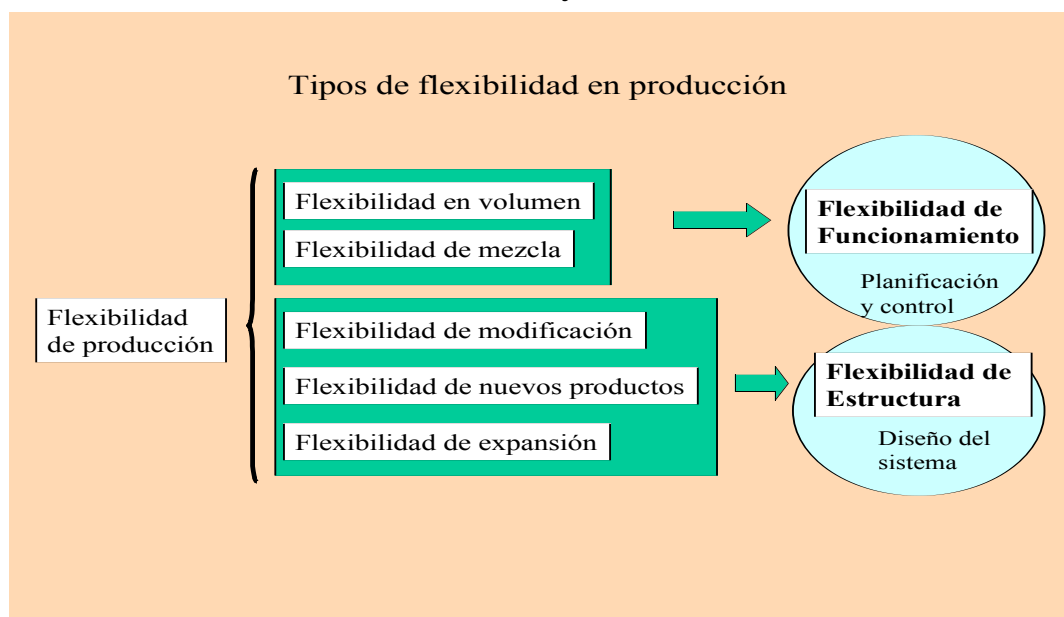 Tipos de flexibilidad en producción
Flexibilidad
de producción
Flexibilidad en volumen
Flexibilidad de mezcla
Flexibilidad de modificación
Flexibilidad de nuevos productos
Flexibilidad de expansión
Flexibilidad de
Funcionamiento
Planificación
y control
Flexibilidad de
Estructura
Diseño del
sistema